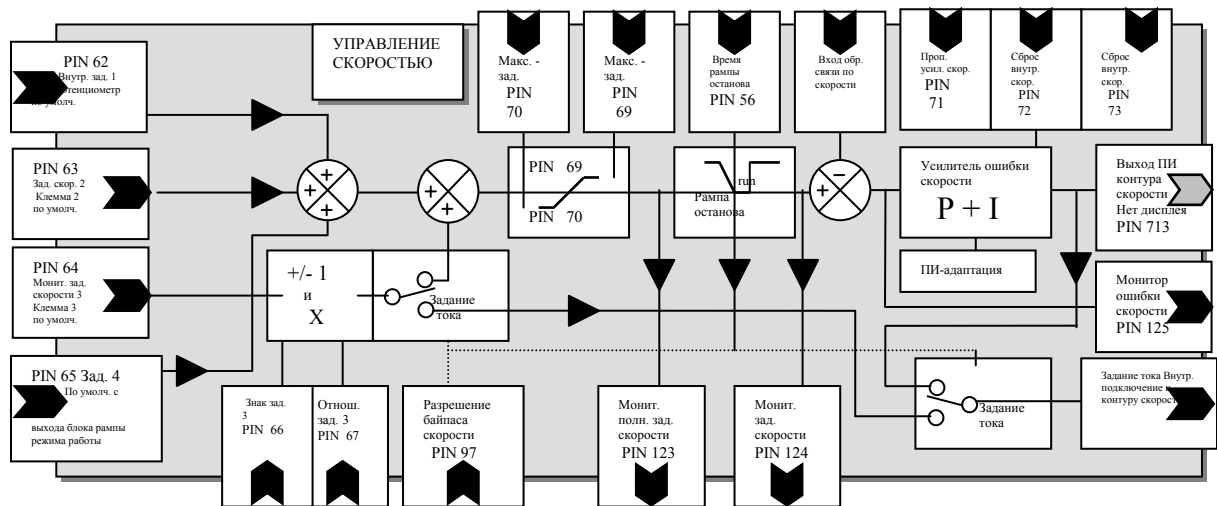 УПРАВЛЕНИЕ
СКОРОСТЬЮ
PIN 62
Внутр. зад. 1
по умолч.
PIN 63
Зад. скор. 2
Клемма 2
по умолч.
PIN 64
Монит. зад.
скорости 3
Клемма 3
по умолч.
PIN 65 Зад. 4
По умолч. с
выхода блока рампы
режима работы
Макс. -
зад.
PIN
70
Макс. -
зад.
PIN
69
Время
рампы
останова
PIN 56
Вход обр.
связи по
скорости
Проп.
усил. скор.
PIN
71
Сброс
внутр.
скор.
PIN
72
Сброс
внутр.
скор.
PIN
73
+
+
+
+
+
PIN 69
PIN 70
run
Рампа
останова
-
+
Усилитель ошибки
скорости
P + I
ПИ-адаптация
Выход ПИ
контура
скорости
Нет дисплея
PIN 713
Монитор
ошибки
скорости
PIN 125
Задание тока Внутр.
подключение к
контуру
+/- 1
и
X
Задание
тока
Знак зад.
3
PIN 66
Отнош.
зад. 3
PIN 67
Разрешение
байпаса
скорости
PIN 97
Монит.
полн. зад.
скорости
PIN 123
Монит.
зад.
скорости
PIN 124
Задание
тока